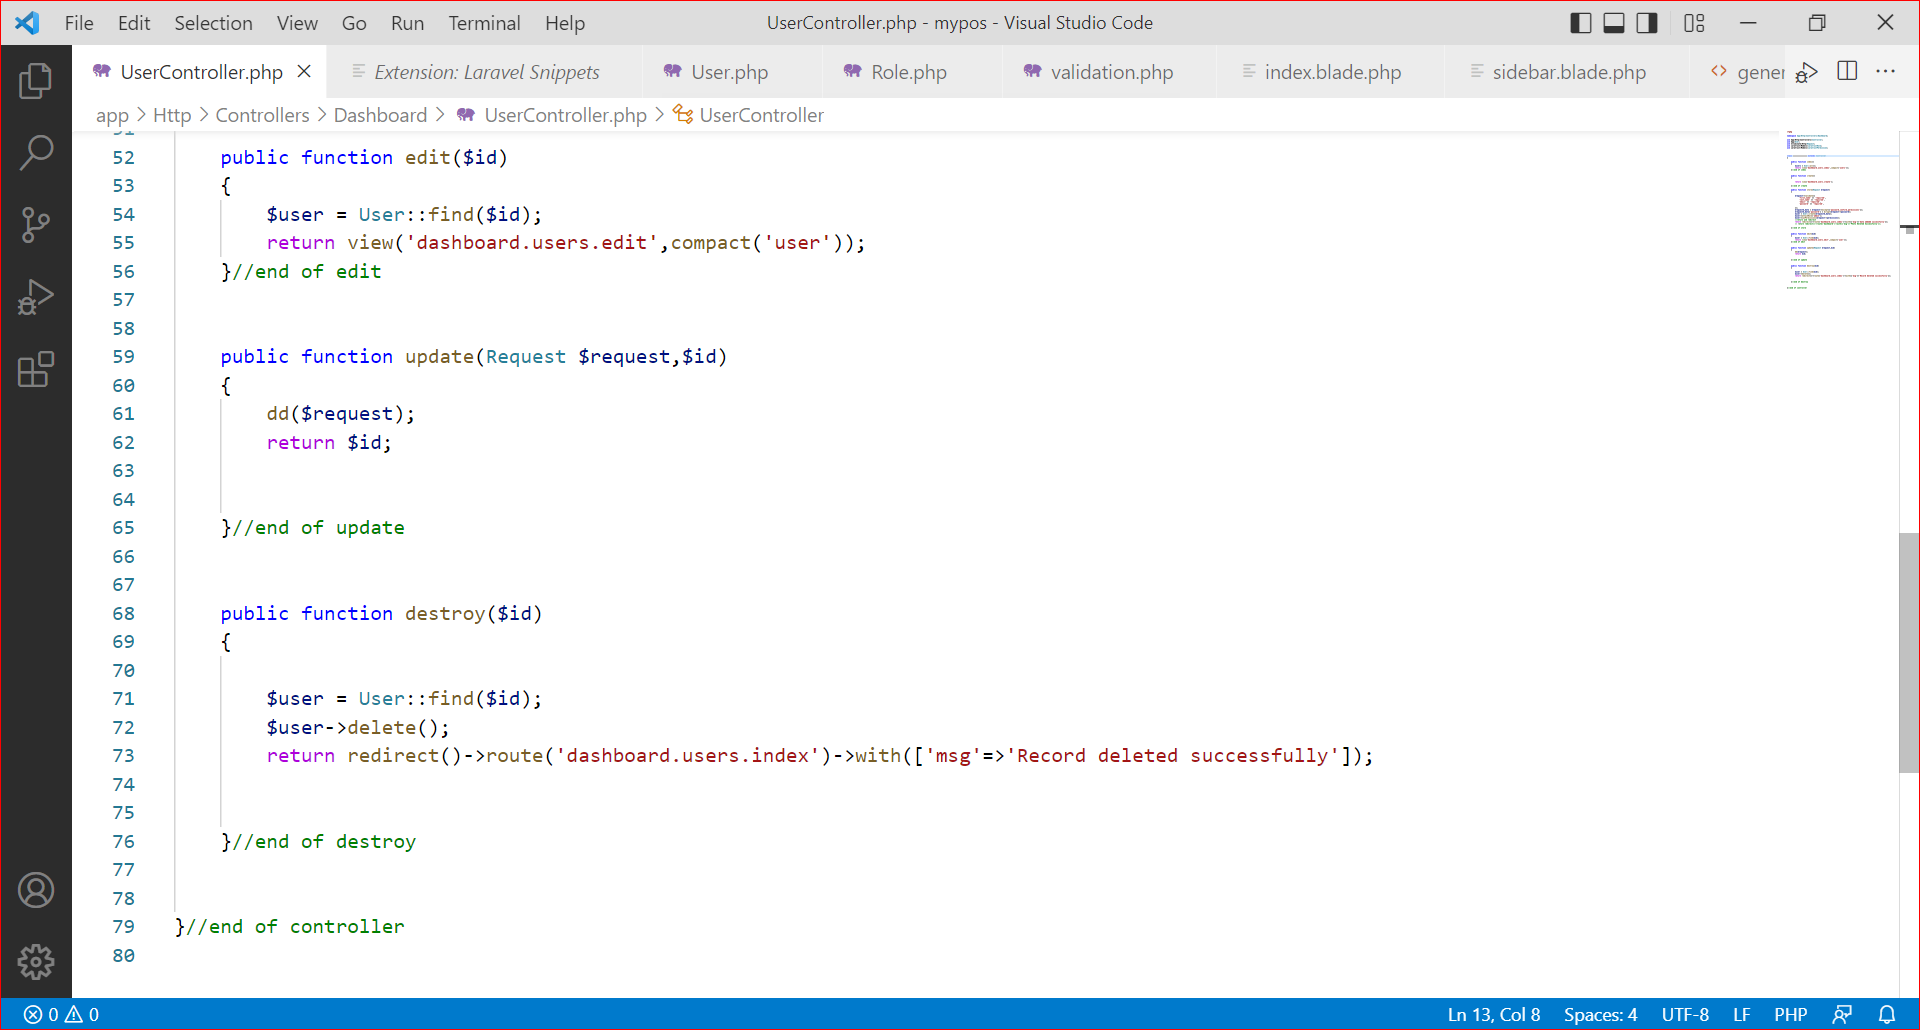 File Edit Selection View Go Run Terminal Help UserController.php - mypos - Visual Studio Code
UserController.php Extension: Laravel Snippets User.php Role.php validation.php index.blade.php sidebar.blade.php gener
app > Http > Controllers > Dashboard > UserController.php > UserController
51
52 public function edit($id)
53 {
54 $user = User::find($id);
55 return view('dashboard.users.edit',compact('user'));
56 }//end of edit
57
58
59 public function update(Request $request,$id)
60 {
61 dd($request);
62 return $id;
63
64
65 }//end of update
66
67
68 public function destroy($id)
69 {
70
71 $user = User::find($id);
72 $user->delete();
73 return redirect()->route('dashboard.users.index')->with(['msg'=>'Record deleted successfully']);
74
75
76 }//end of destroy
77
78
79 }//end of controller
80
0 0 Ln 13, Col 8 Spaces: 4 UTF-8 LF PHP